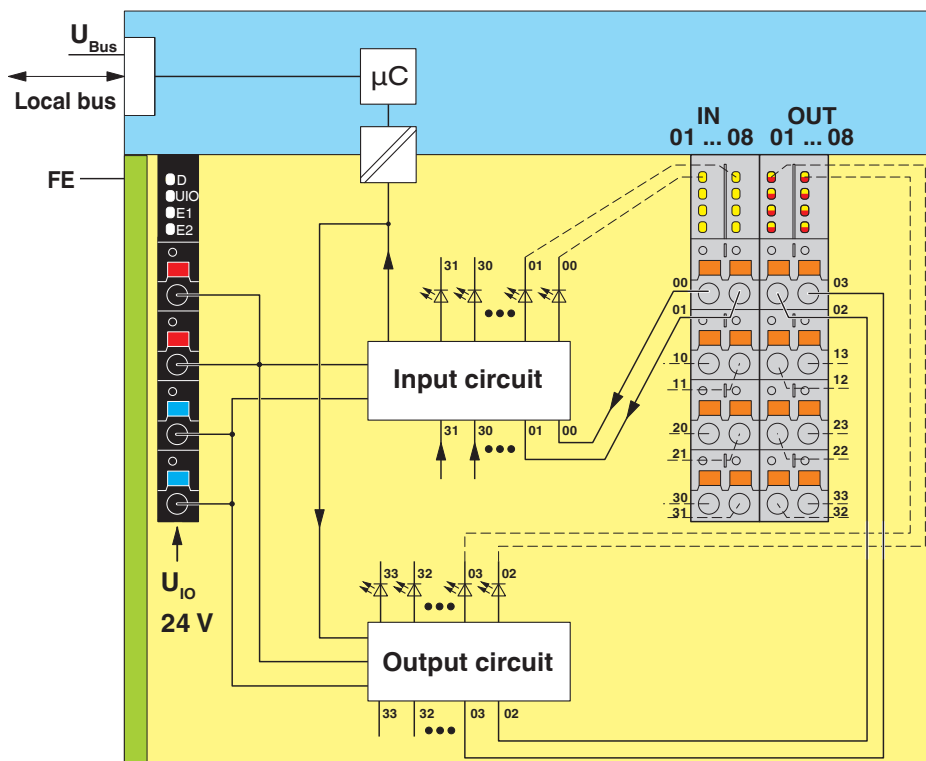 U Bus
Local bus
µC
IN
01 ... 08
OUT
01 ... 08
FE
D
UIO
E1
E2
31 30 01 00
Input circuit
31 30 01 00
00 03
01 02
10 13
11 12
20 23
21 22
30 33
31 32
U IO
24 V
33 32 03 02
Output circuit
33 32 03 02